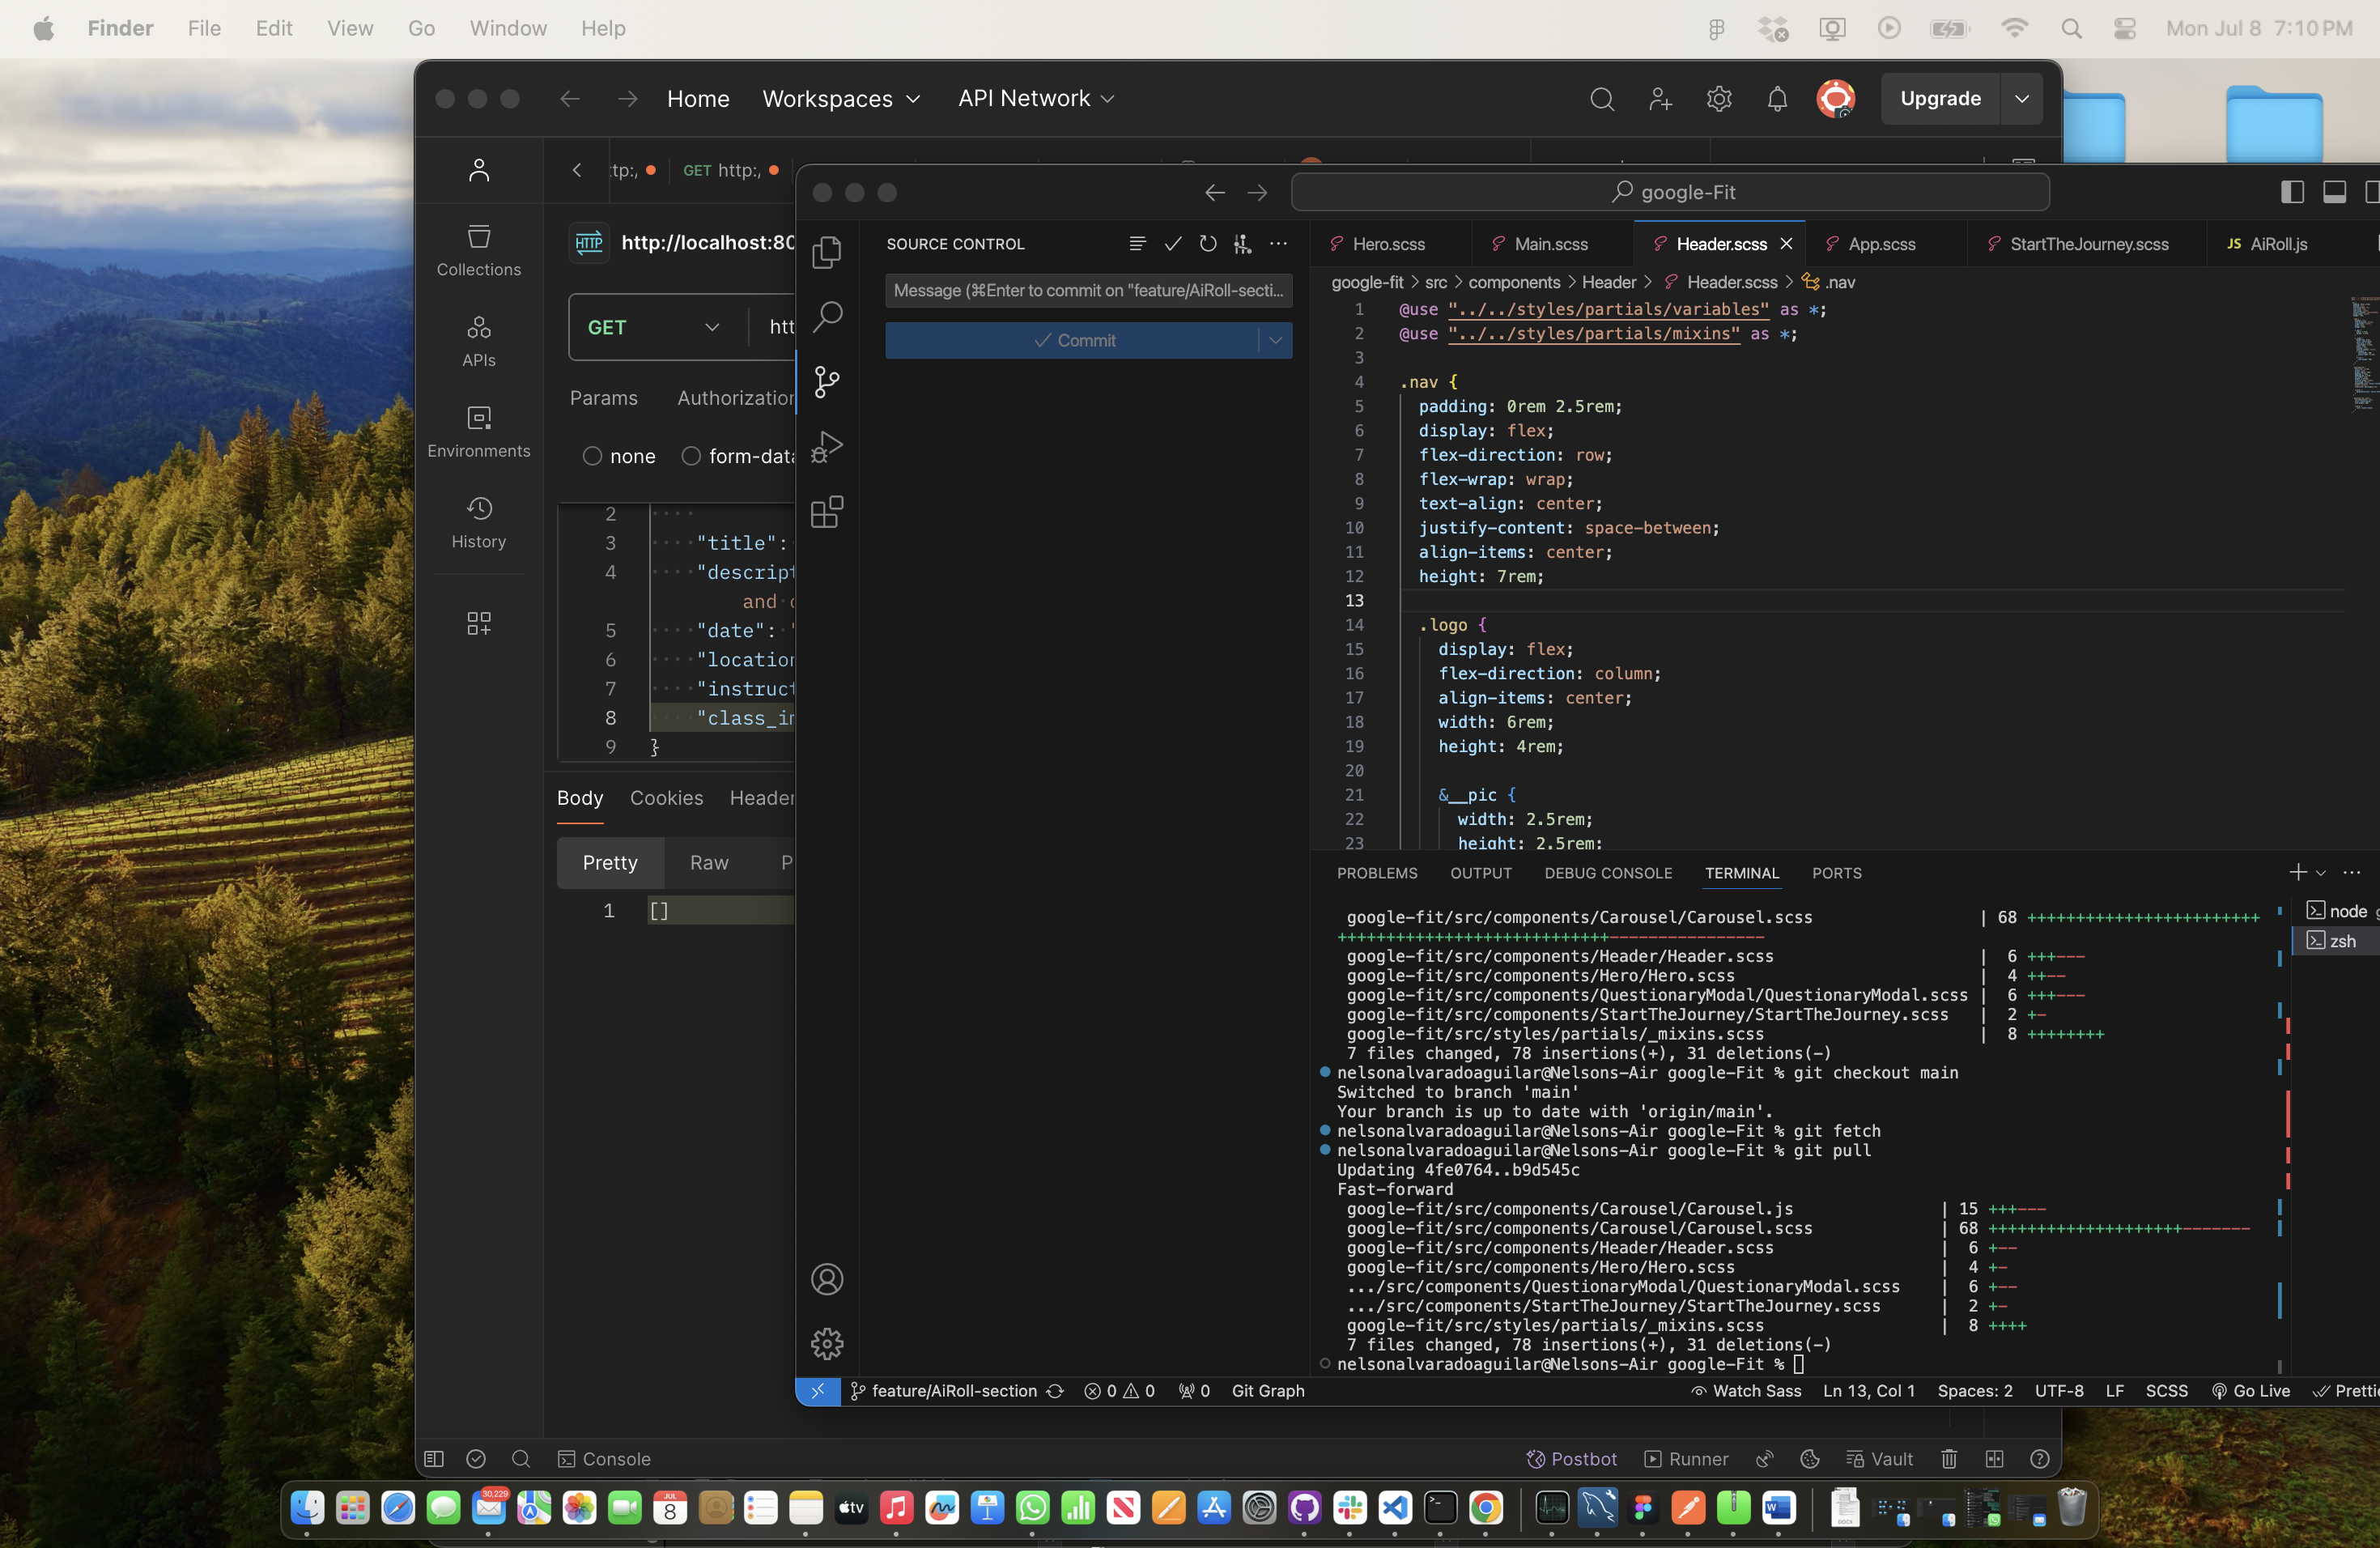 Finder File Edit View Go Window Help Mon Jul 8 7:10 PM
Home Workspaces API Network Upgrade
tp:, GET http:,
HTTP http://localhost:80
Collections
APIs
Environments
History
GET htt
Params Authorization
none form-data
2
3 "title":
4 "descript
and
5 "date": "
6 "location
7 "instruct
8 "class_im
9 }
Body Cookies Header
Pretty Raw P
1 []
Console Postbot Runner Vault
google-Fit
SOURCE CONTROL
Message (⌘Enter to commit on "feature/AiRoll-secti...
Commit
Hero.scss Main.scss Header.scss App.scss StartTheJourney.scss JS AiRoll.js
google-fit > src > components > Header > Header.scss > .nav
1 @use "../../styles/partials/variables" as *;
2 @use "../../styles/partials/mixins" as *;
3
4 .nav {
5 padding: 0rem 2.5rem;
6 display: flex;
7 flex-direction: row;
8 flex-wrap: wrap;
9 text-align: center;
10 justify-content: space-between;
11 align-items: center;
12 height: 7rem;
13
14 .logo {
15 display: flex;
16 flex-direction: column;
17 align-items: center;
18 width: 6rem;
19 height: 4rem;
20
21 &__pic {
22 width: 2.5rem;
23 height: 2.5rem;
PROBLEMS OUTPUT DEBUG CONSOLE TERMINAL PORTS
node
zsh
google-fit/src/components/Carousel/Carousel.scss | 68 ++++++++++++++++++++++++
++++++++++++++++++++++++++++----------------
google-fit/src/components/Header/Header.scss | 6 +++---
google-fit/src/components/Hero/Hero.scss | 4 ++--
google-fit/src/components/QuestionaryModal/QuestionaryModal.scss | 6 +++---
google-fit/src/components/StartTheJourney/StartTheJourney.scss | 2 +-
google-fit/src/styles/partials/_mixins.scss | 8 ++++++++
7 files changed, 78 insertions(+), 31 deletions(-)
nelsonalvaradoaguilar@Nelsons-Air google-Fit % git checkout main
Switched to branch 'main'
Your branch is up to date with 'origin/main'.
nelsonalvaradoaguilar@Nelsons-Air google-Fit % git fetch
nelsonalvaradoaguilar@Nelsons-Air google-Fit % git pull
Updating 4fe0764..b9d545c
Fast-forward
google-fit/src/components/Carousel/Carousel.js | 15 +++---
google-fit/src/components/Carousel/Carousel.scss | 68 ++++++++++++++++++++-------
google-fit/src/components/Header/Header.scss | 6 +--
google-fit/src/components/Hero/Hero.scss | 4 +-
.../src/components/QuestionaryModal/QuestionaryModal.scss | 6 +--
.../src/components/StartTheJourney/StartTheJourney.scss | 2 +-
google-fit/src/styles/partials/_mixins.scss | 8 ++++
7 files changed, 78 insertions(+), 31 deletions(-)
nelsonalvaradoaguilar@Nelsons-Air google-Fit %
feature/AiRoll-section 0 0 0 Git Graph Watch Sass Ln 13, Col 1 Spaces: 2 UTF-8 LF SCSS Go Live Prettie
30,229 JUL 8 tv